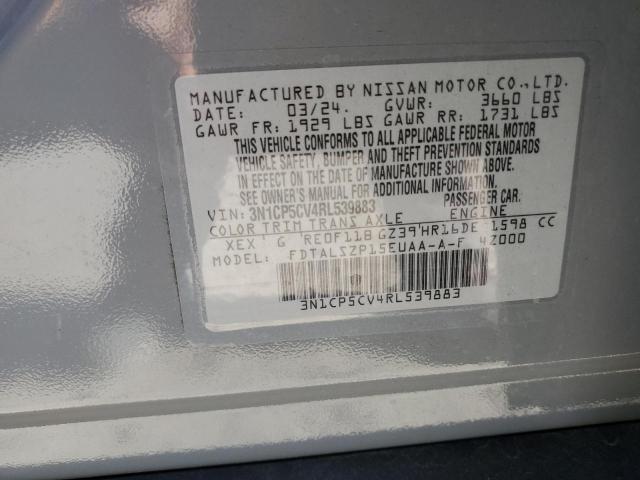 MANUFACTURED BY NISSAN MOTOR CO.,LTD.
DATE: 03/24. GVWR: 3660 LBS
GAWR FR: 1929 LBS GAWR RR: 1731 LBS
THIS VEHICLE CONFORMS TO ALL APPLICABLE FEDERAL MOTOR
VEHICLE SAFETY, BUMPER AND THEFT PREVENTION STANDARDS
IN EFFECT ON THE DATE OF MANUFACTURE SHOWN ABOVE.
SEE OWNER'S MANUAL FOR ADDITIONAL INFORMATION.
VIN: 3N1CP5CV4RL539883 PASSENGER CAR.
COLOR TRIM TRANS AXLE ENGINE
XEX G RE0F11B GZ39 HR16DE 1598 CC
MODEL: FDTALSZP15EUAA-A-F 4Z000
3N1CP5CV4RL539883